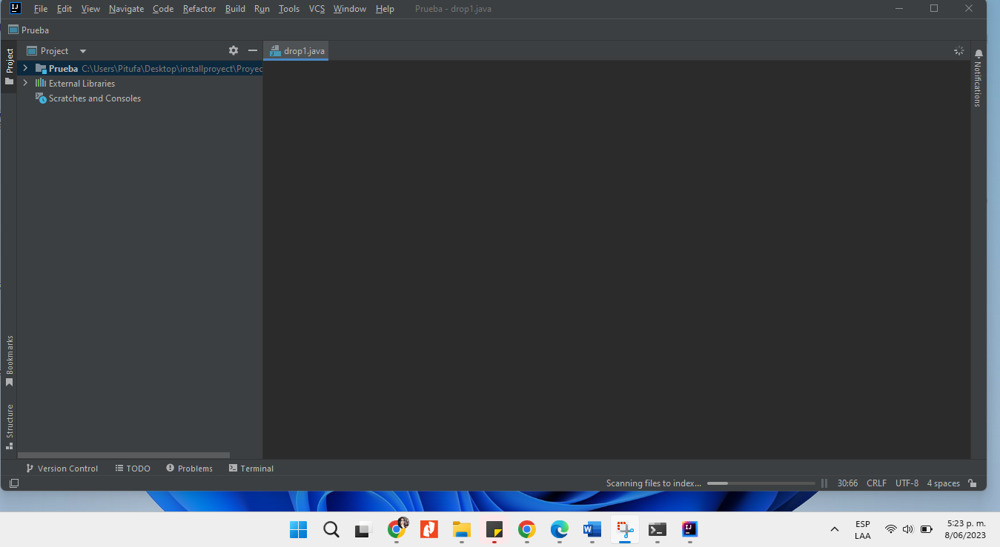 IJ File Edit View Navigate Code Refactor Build Run Tools VCS Window Help Prueba - drop1.java
Prueba
Project
Project
drop1.java
Notifications
Prueba C:\Users\Pitufa\Desktop\installproyect\Proyec
External Libraries
Scratches and Consoles
Bookmarks
Structure
Version Control TODO Problems Terminal
Scanning files to index... 30:66 CRLF UTF-8 4 spaces
ESP
LAA
5:23 p. m.
8/06/2023